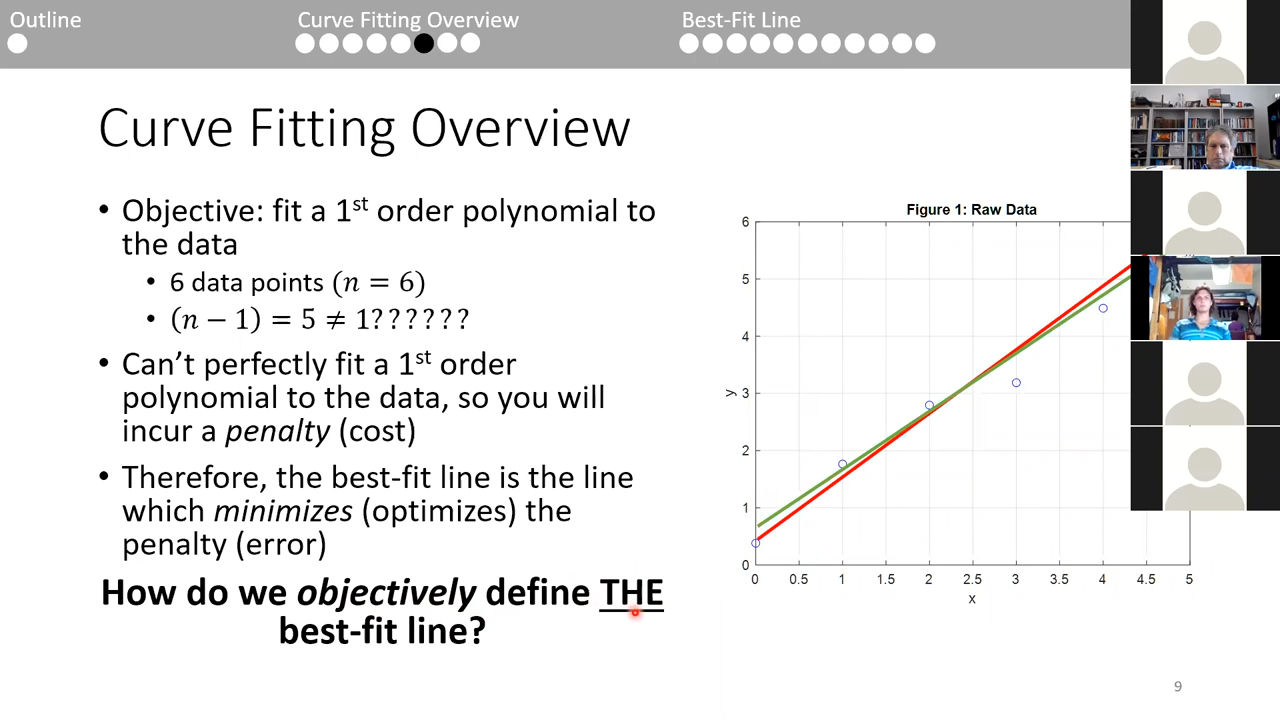 Outline
Curve Fitting Overview
Best-Fit Line
Curve Fitting Overview
• Objective: fit a 1st order polynomial to
the data
• 6 data points (n = 6)
• (n − 1) = 5 ≠ 1??????
• Can’t perfectly fit a 1st order
polynomial to the data, so you will
incur a penalty (cost)
• Therefore, the best-fit line is the line
which minimizes (optimizes) the
penalty (error)
How do we objectively define THE
best-fit line?
Figure 1: Raw Data
6
5
4
3
2
1
0
y
0 0.5 1 1.5 2 2.5 3 3.5 4 4.5 5
x
9